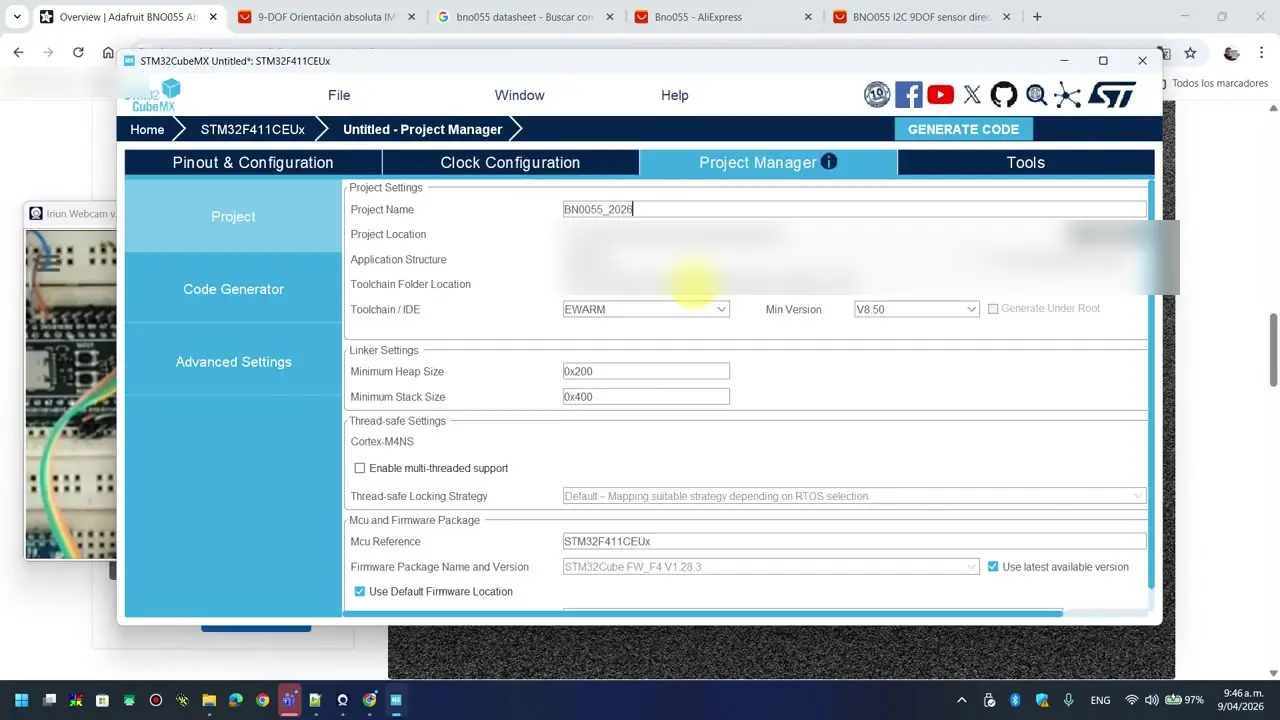 Overview | Adafruit BNO055 A
9-DOF Orientación absoluta IM
bno055 datasheet - Buscar con
Bno055 - AliExpress
BNO055 I2C 9DOF sensor direc
Todos los marcadores
MX STM32CubeMX Untitled*: STM32F411CEUx
STM32
CubeMX
File
Window
Help
10
ST
Home
STM32F411CEUx
Untitled - Project Manager
GENERATE CODE
Pinout & Configuration
Clock Configuration
Project Manager
Tools
Iriun Webcam v
Project
Code Generator
Advanced Settings
Project Settings
Project Name
BN0055_2026
Project Location
Application Structure
Toolchain Folder Location
Toolchain / IDE
EWARM
Min Version
V8.50
Generate Under Root
Linker Settings
Minimum Heap Size
0x200
Minimum Stack Size
0x400
Thread-safe Settings
Cortex-M4NS
Enable multi-threaded support
Thread-safe Locking Strategy
Default – Mapping suitable strategy depending on RTOS selection.
Mcu and Firmware Package
Mcu Reference
STM32F411CEUx
Firmware Package Name and Version
STM32Cube FW_F4 V1.28.3
Use latest available version
Use Default Firmware Location
MX
ENG
97%
9:46 a.m.
9/04/2026